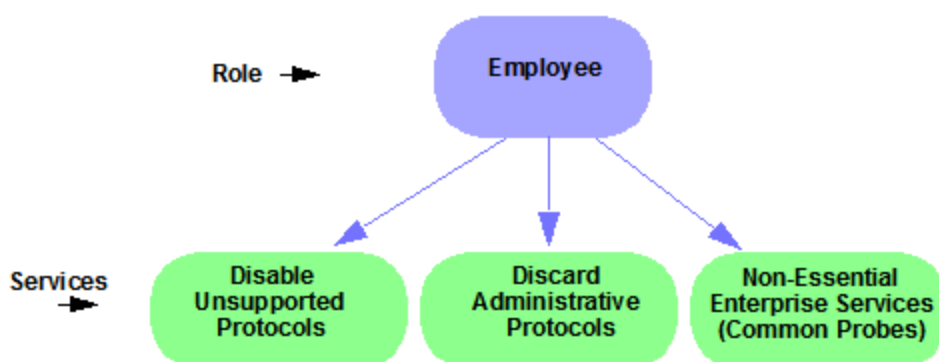 Role
Employee
Services
Disable
Unsupported
Protocols
Discard
Administrative
Protocols
Non-Essential
Enterprise Services
(Common Probes)